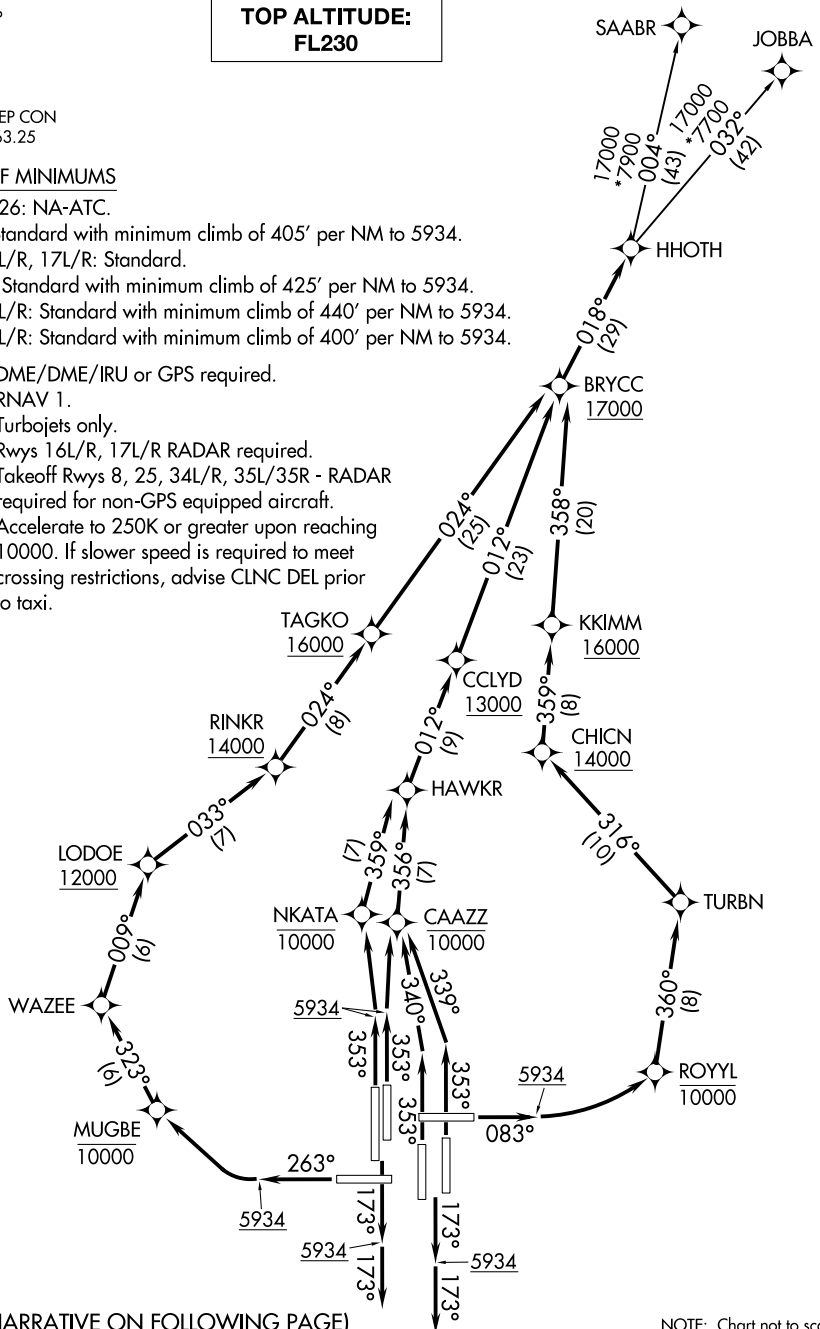 °
TOP ALTITUDE:
FL230
SAABR
JOBBA
EP CON
63.25
17000
*7900
004°
(43)
17000
*7700
032°
(42)
F MINIMUMS
26: NA-ATC.
Standard with minimum climb of 405' per NM to 5934.
L/R, 17L/R: Standard.
Standard with minimum climb of 425' per NM to 5934.
L/R: Standard with minimum climb of 440' per NM to 5934.
L/R: Standard with minimum climb of 400' per NM to 5934.
HHOTH
018°
(29)
DME/DME/IRU or GPS required.
RNAV 1.
Turbojets only.
Rwys 16L/R, 17L/R RADAR required.
Takeoff Rwys 8, 25, 34L/R, 35L/35R - RADAR
required for non-GPS equipped aircraft.
Accelerate to 250K or greater upon reaching
10000. If slower speed is required to meet
crossing restrictions, advise CLNC DEL prior
to taxi.
BRYCC
17000
024°
(25)
012°
(23)
358°
(20)
TAGKO
16000
KKIMM
16000
CCLYD
13000
024°
(8)
012°
(9)
359°
(8)
RINKR
14000
CHICN
14000
HAWKR
033°
(7)
316°
(10)
LODOE
12000
(7)
359°
356°
(7)
NKATA
10000
CAAZZ
10000
TURBN
009°
(6)
340°
339°
360°
(8)
WAZEE
5934
353°
353°
353°
353°
323°
(6)
5934
ROYYL
10000
083°
MUGBE
10000
263°
5934
173°
173°
5934
5934
173°
173°
NARRATIVE ON FOLLOWING PAGE)
NOTE: Chart not to sca